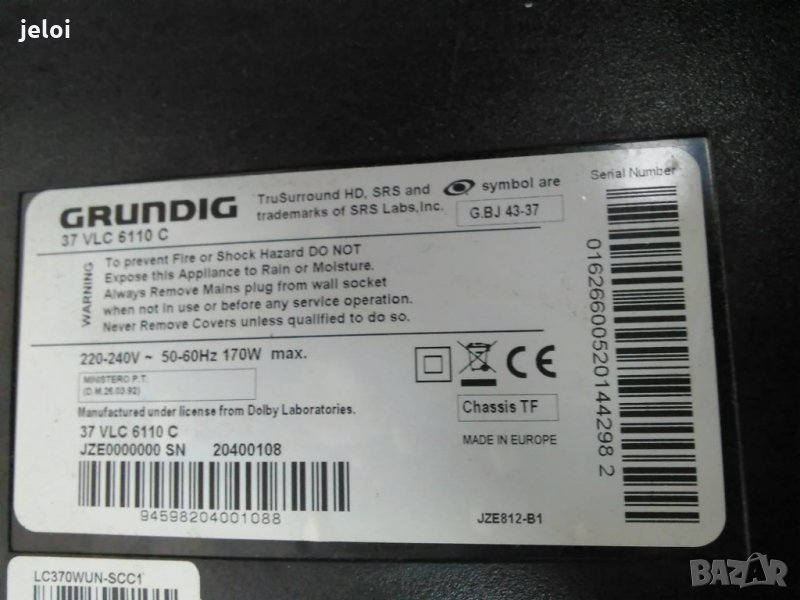 jeloi
GRUNDIG
37 VLC 6110 C
TruSurround HD, SRS and symbol are
trademarks of SRS Labs,Inc.
G.BJ 43-37
Serial Number
WARNING
To prevent Fire or Shock Hazard DO NOT
Expose this Appliance to Rain or Moisture.
Always Remove Mains plug from wall socket
when not in use or before any service operation.
Never Remove Covers unless qualified to do so.
220-240V ~ 50-60Hz 170W max.
MINISTERO P.T.
(D.M.26.03.92)
CE
Manufactured under license from Dolby Laboratories.
Chassis TF
37 VLC 6110 C
JZE0000000 SN 20400108
MADE IN EUROPE
94598204001088
JZE812-B1
01626600520144298 2
LC370WUN-SCC1
BAZAR